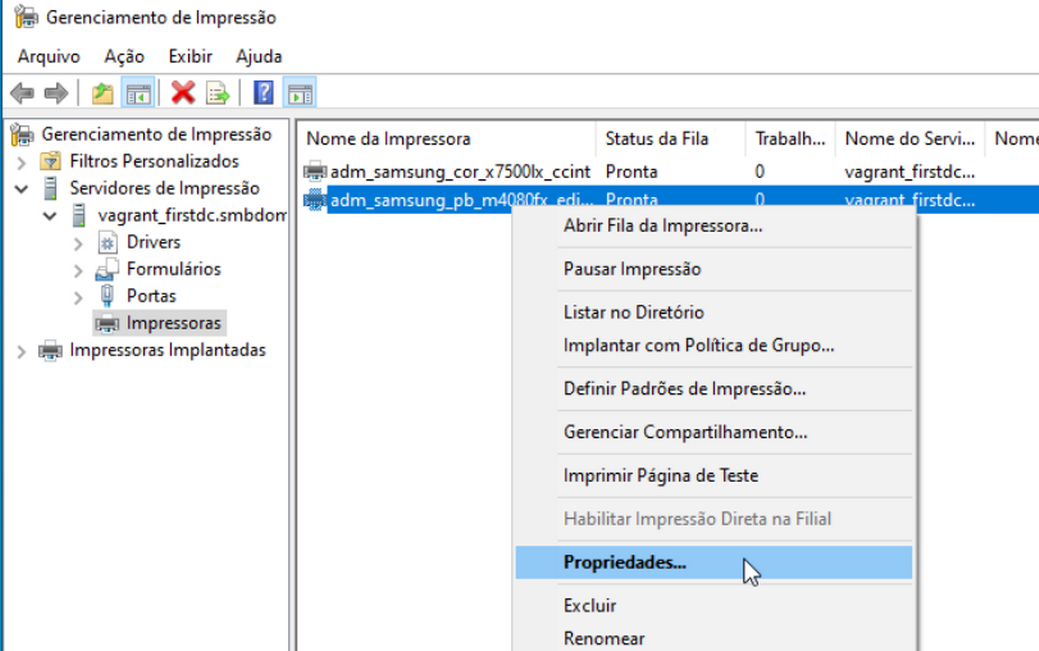 Gerenciamento de Impressão
Arquivo Ação Exibir Ajuda
Gerenciamento de Impressão
Filtros Personalizados
Servidores de Impressão
vagrant_firstdc.smbdom
Drivers
Formulários
Portas
Impressoras
Impressoras Implantadas
Nome da Impressora Status da Fila Trabalh... Nome do Servi... Nome
adm_samsung_cor_x7500lx_ccint Pronta 0 vagrant_firstdc...
adm_samsung_pb_m4080fx_edi... Pronta 0 vagrant_firstdc...
Abrir Fila da Impressora...
Pausar Impressão
Listar no Diretório
Implantar com Política de Grupo...
Definir Padrões de Impressão...
Gerenciar Compartilhamento...
Imprimir Página de Teste
Habilitar Impressão Direta na Filial
Propriedades...
Excluir
Renomear